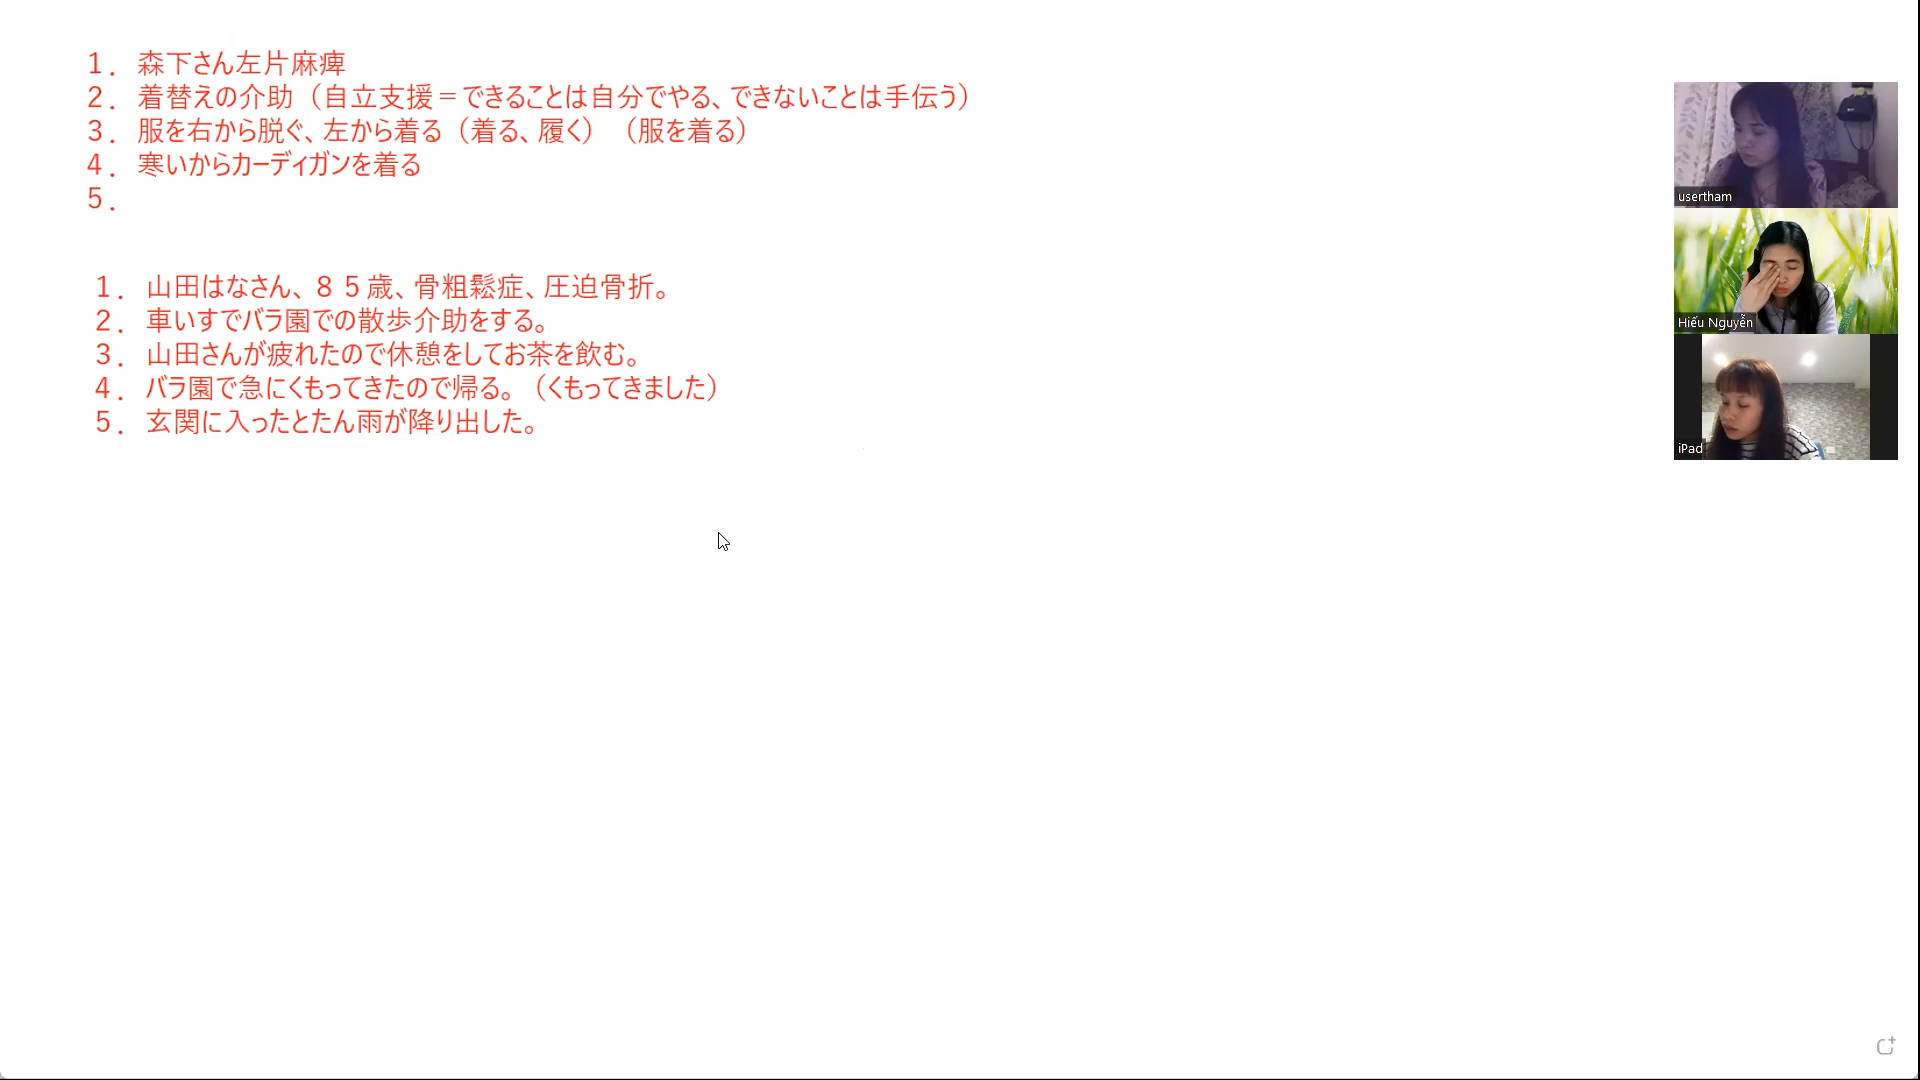 １．森下さん左片麻痺
２．着替えの介助（自立支援＝できることは自分でやる、できないことは手伝う）
３．服を右から脱ぐ、左から着る（着る、履く）（服を着る）
４．寒いからカーディガンを着る
５．
１．山田はなさん、８５歳、骨粗鬆症、圧迫骨折。
２．車いすでバラ園での散歩介助をする。
３．山田さんが疲れたので休憩をしてお茶を飲む。
４．バラ園で急にくもってきたので帰る。（くもってきました）
５．玄関に入ったとたん雨が降り出した。
usertham
Hiếu Nguyễn
iPad